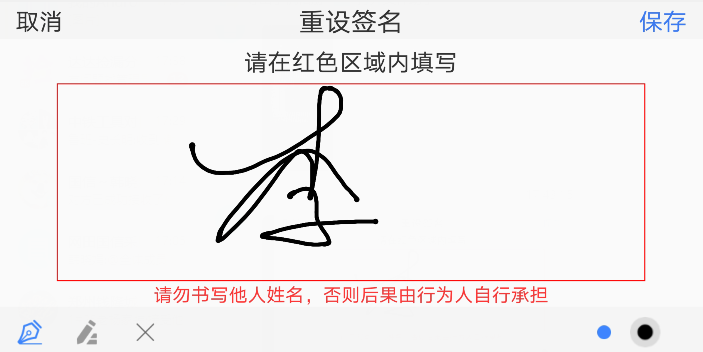 取消 重设签名 保存
请在红色区域内填写
李
请勿书写他人姓名，否则后果由行为人自行承担